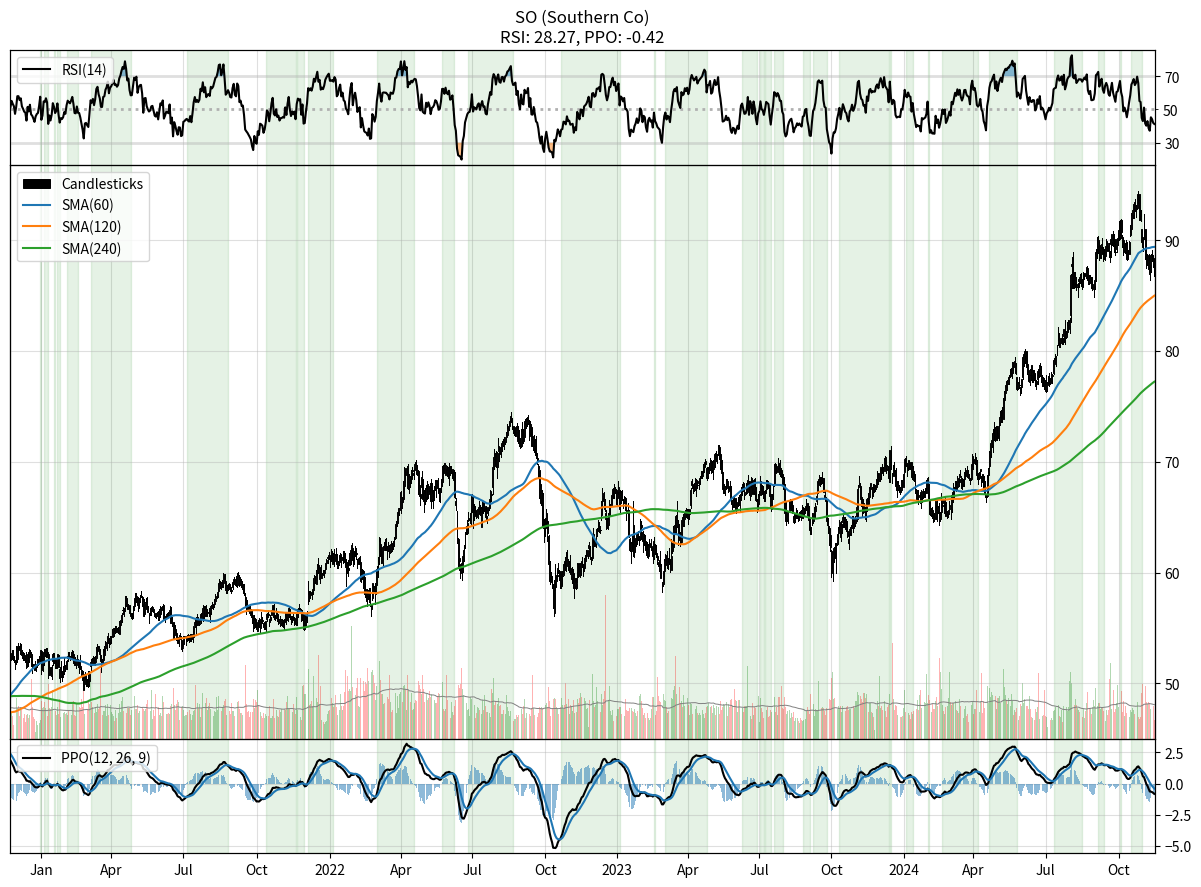 SO (Southern Co)
RSI: 28.27, PPO: -0.42
RSI(14)
70
50
30
Candlesticks
SMA(60)
SMA(120)
SMA(240)
90
80
70
60
50
PPO(12, 26, 9)
2.5
0.0
-2.5
-5.0
Jan Apr Jul Oct 2022 Apr Jul Oct 2023 Apr Jul Oct 2024 Apr Jul Oct